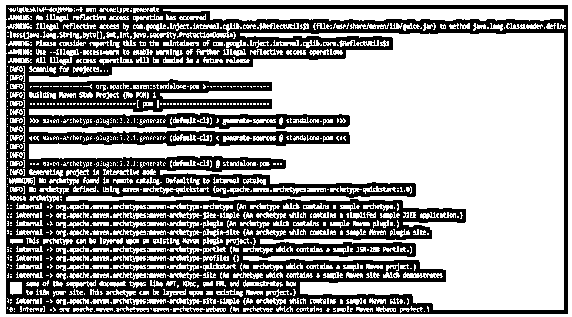 mvn archetype:generate
WARNING: An illegal reflective access operation has occurred
WARNING: Illegal reflective access by com.google.inject.internal.cglib.core.$ReflectUtils$1 (file:/usr/share/maven/lib/guice.jar) to method java.lang.ClassLoader.define
Class(java.lang.String,byte[],int,int,java.security.ProtectionDomain)
WARNING: Please consider reporting this to the maintainers of com.google.inject.internal.cglib.core.$ReflectUtils$1
WARNING: Use --illegal-access=warn to enable warnings of further illegal reflective access operations
WARNING: All illegal access operations will be denied in a future release
[INFO] Scanning for projects...
[INFO]
[INFO] ------------------< org.apache.maven:standalone-pom >-------------------
[INFO] Building Maven Stub Project (No POM) 1
[INFO] --------------------------------[ pom ]---------------------------------
[INFO]
[INFO] >>> maven-archetype-plugin:3.2.1:generate (default-cli) > generate-sources @ standalone-pom >>>
[INFO]
[INFO] <<< maven-archetype-plugin:3.2.1:generate (default-cli) < generate-sources @ standalone-pom <<<
[INFO]
[INFO]
[INFO] --- maven-archetype-plugin:3.2.1:generate (default-cli) @ standalone-pom ---
[INFO] Generating project in Interactive mode
[WARNING] No archetype found in remote catalog. Defaulting to internal catalog
[INFO] No archetype defined. Using maven-archetype-quickstart (org.apache.maven.archetypes:maven-archetype-quickstart:1.0)
Choose archetype:
1: internal -> org.apache.maven.archetypes:maven-archetype-archetype (An archetype which contains a sample archetype.)
2: internal -> org.apache.maven.archetypes:maven-archetype-j2ee-simple (An archetype which contains a simplifed sample J2EE application.)
3: internal -> org.apache.maven.archetypes:maven-archetype-plugin (An archetype which contains a sample Maven plugin.)
4: internal -> org.apache.maven.archetypes:maven-archetype-plugin-site (An archetype which contains a sample Maven plugin site.
This archetype can be layered upon an existing Maven plugin project.)
5: internal -> org.apache.maven.archetypes:maven-archetype-portlet (An archetype which contains a sample JSR-268 Portlet.)
6: internal -> org.apache.maven.archetypes:maven-archetype-profiles ()
7: internal -> org.apache.maven.archetypes:maven-archetype-quickstart (An archetype which contains a sample Maven project.)
8: internal -> org.apache.maven.archetypes:maven-archetype-site (An archetype which contains a sample Maven site which demonstrates
some of the supported document types like APT, XDoc, and FML and demonstrates how
to i18n your site. This archetype can be layered upon an existing Maven project.)
9: internal -> org.apache.maven.archetypes:maven-archetype-site-simple (An archetype which contains a sample Maven site.)
10: internal -> org.apache.maven.archetypes:maven-archetype-webapp (An archetype which contains a sample Maven Webapp project.)